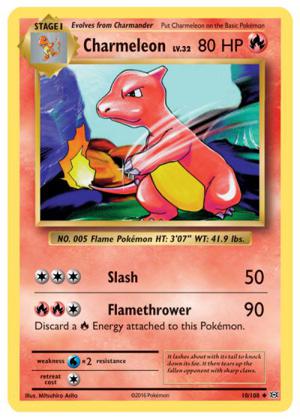 STAGE 1 Evolves from Charmander Put Charmeleon on the Basic Pokémon
Charmeleon LV.32 80 HP
NO. 005 Flame Pokémon HT: 3'07" WT: 41.9 lbs.
Slash 50
Flamethrower 90
Discard a Energy attached to this Pokémon.
weakness ×2 resistance
retreat cost
It lashes about with its tail to knock
down its foe. It then tears up the
fallen opponent with sharp claws.
Illus. Mitsuhiro Arita ©2016 Pokémon 10/108